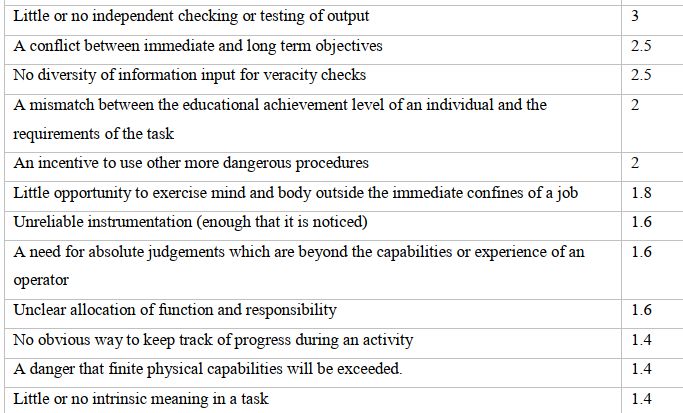 Little or no independent checking or testing of output 3
A conflict between immediate and long term objectives 2.5
No diversity of information input for veracity checks 2.5
A mismatch between the educational achievement level of an individual and the 2
requirements of the task
An incentive to use other more dangerous procedures 2
Little opportunity to exercise mind and body outside the immediate confines of a job 1.8
Unreliable instrumentation (enough that it is noticed) 1.6
A need for absolute judgements which are beyond the capabilities or experience of an 1.6
operator
Unclear allocation of function and responsibility 1.6
No obvious way to keep track of progress during an activity 1.4
A danger that finite physical capabilities will be exceeded. 1.4
Little or no intrinsic meaning in a task 1.4